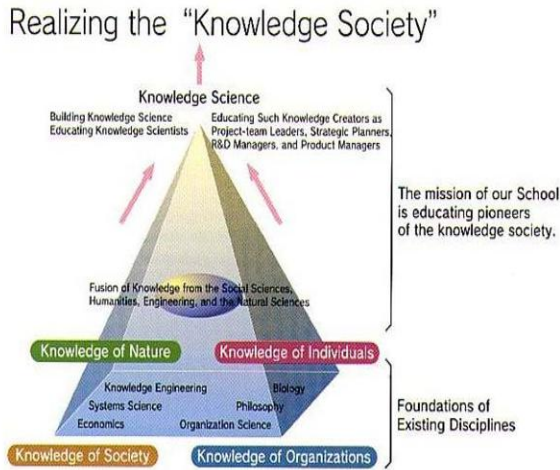 Realizing the "Knowledge Society"
Knowledge Science
Building Knowledge Science
Educating Knowledge Scientists
Educating Such Knowledge Creators as
Project-team Leaders, Strategic Planners,
R&D Managers, and Product Managers
The mission of our School
is educating pioneers
of the knowledge society.
Fusion of Knowledge from the Social Sciences,
Humanities, Engineering, and the Natural Sciences
Knowledge of Nature
Knowledge of Individuals
Knowledge Engineering
Biology
Systems Science
Philosophy
Economics
Organization Science
Foundations of
Existing Disciplines
Knowledge of Society
Knowledge of Organizations